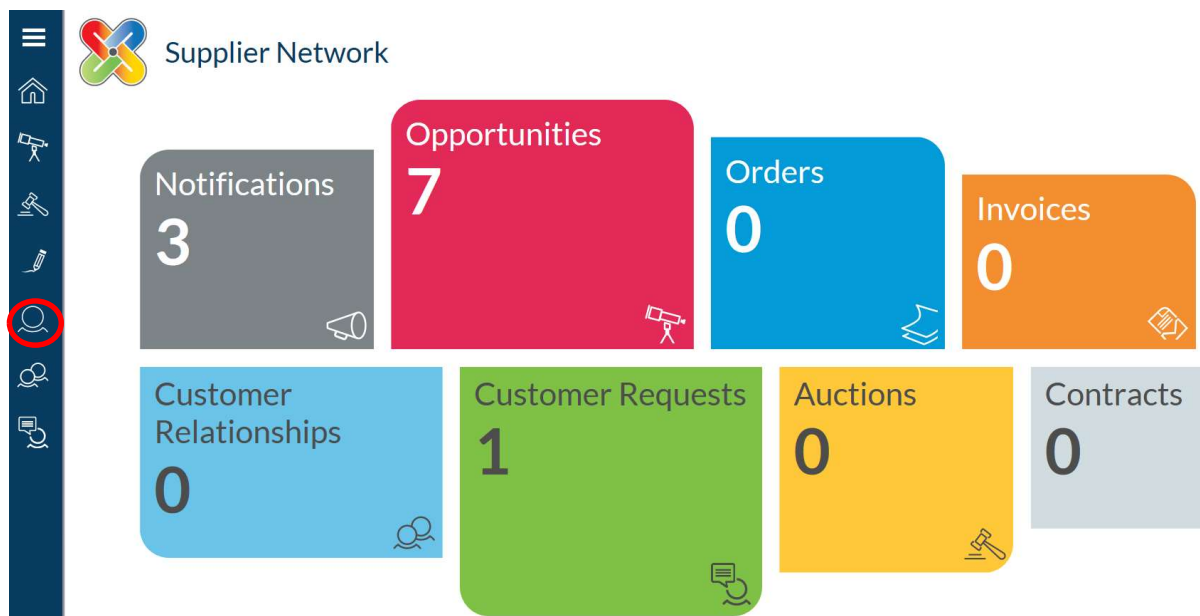 Supplier Network
Notifications
3
Opportunities
7
Orders
0
Invoices
0
Customer
Relationships
0
Customer Requests
1
Auctions
0
Contracts
0